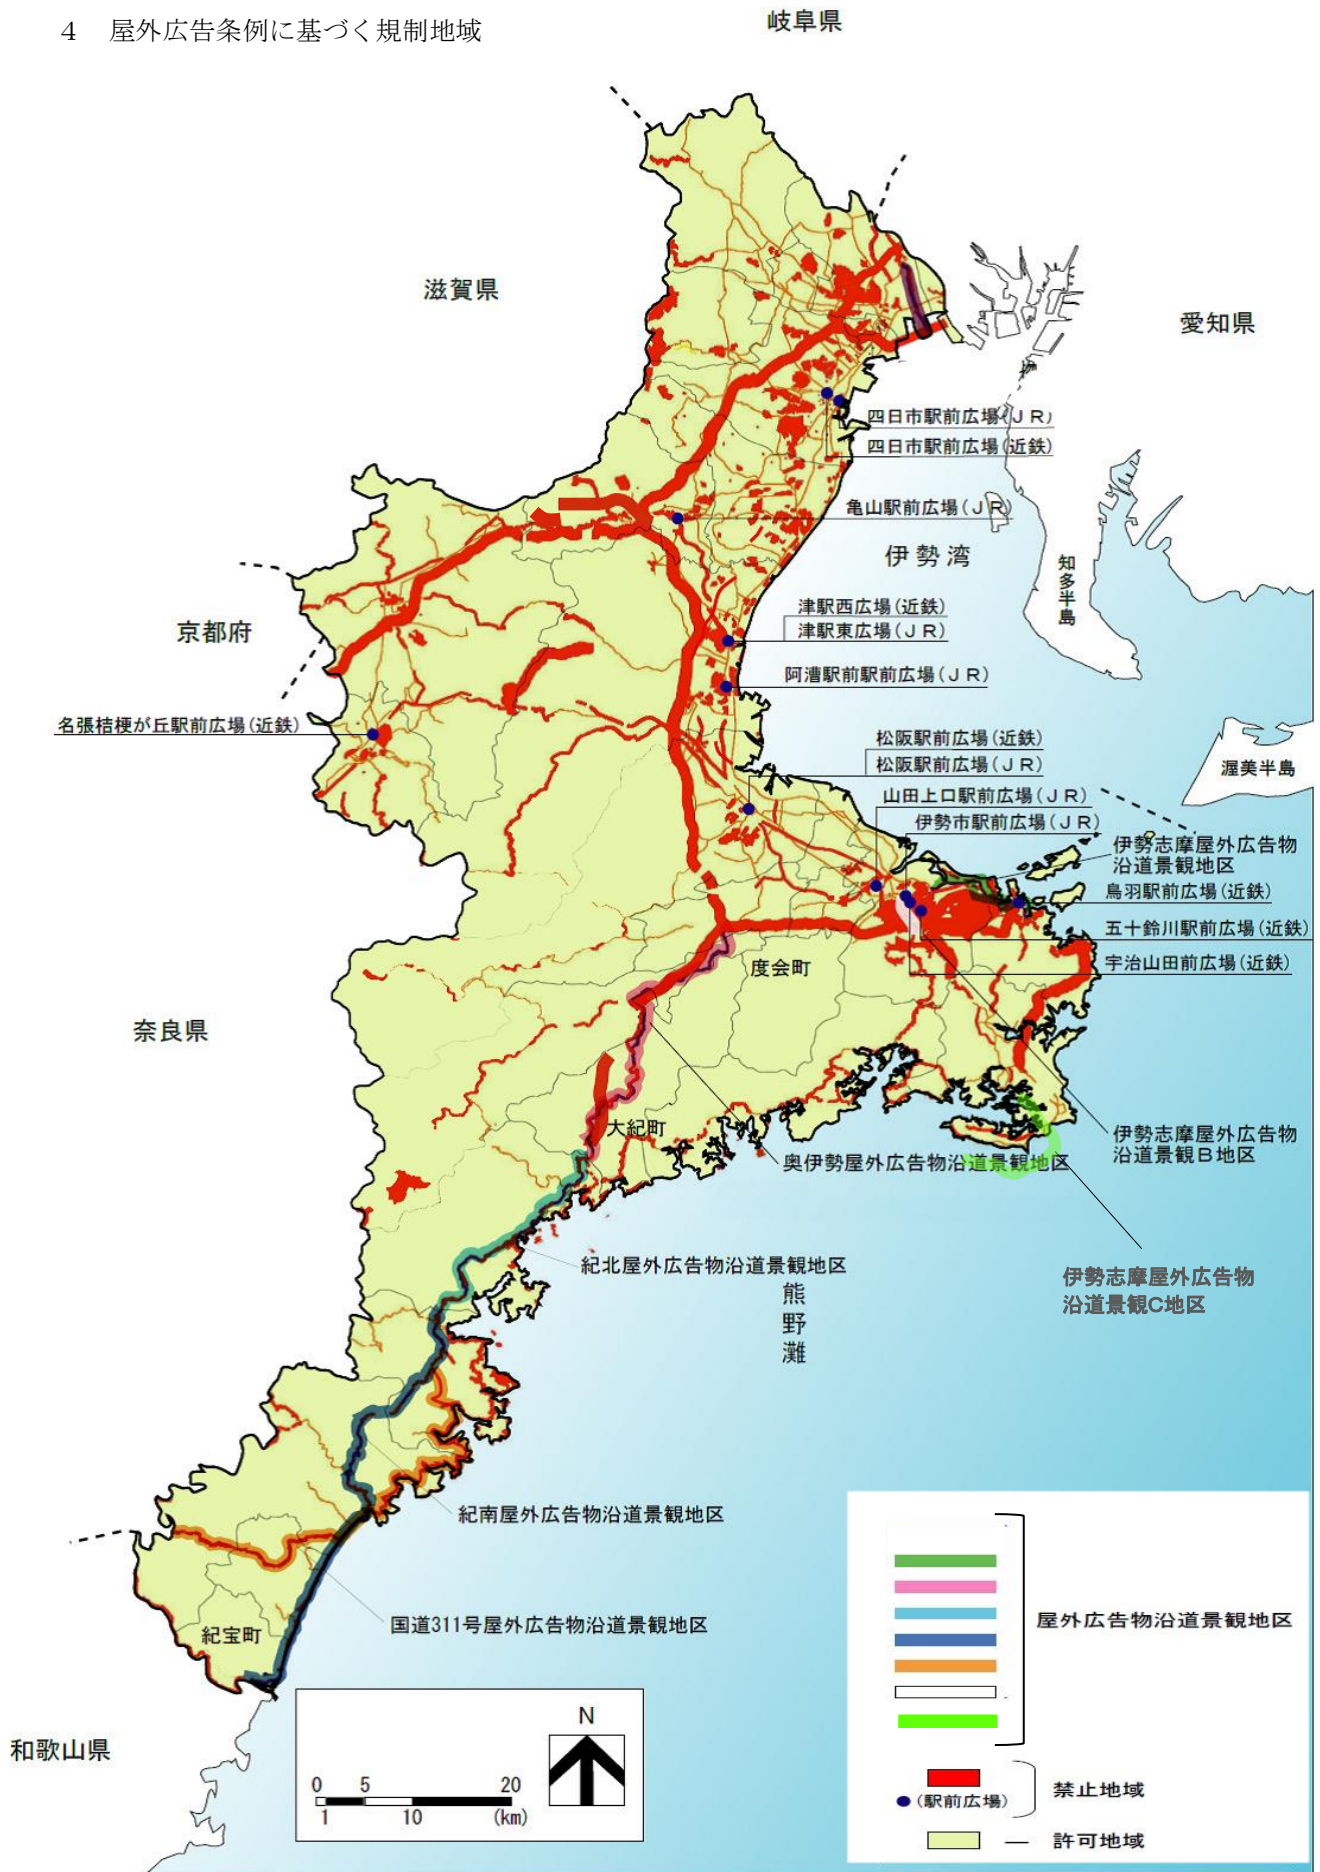 4 屋外広告条例に基づく規制地域
岐阜県
滋賀県
愛知県
四日市駅前広場(JR)
四日市駅前広場(近鉄)
亀山駅前広場(JR)
伊勢湾
知多半島
京都府
津駅西広場(近鉄)
津駅東広場(JR)
阿漕駅前駅前広場(JR)
名張桔梗が丘駅前広場(近鉄)
松阪駅前広場(近鉄)
松阪駅前広場(JR)
渥美半島
山田上口駅前広場(JR)
伊勢市駅前広場(JR)
伊勢志摩屋外広告物
沿道景観地区
鳥羽駅前広場(近鉄)
五十鈴川駅前広場(近鉄)
宇治山田前広場(近鉄)
度会町
奈良県
大紀町
伊勢志摩屋外広告物
沿道景観B地区
奥伊勢屋外広告物沿道景観地区
紀北屋外広告物沿道景観地区
伊勢志摩屋外広告物
沿道景観C地区
熊野灘
紀南屋外広告物沿道景観地区
国道311号屋外広告物沿道景観地区
紀宝町
屋外広告物沿道景観地区
和歌山県
N
0 5 20
1 10 (km)
禁止地域
(駅前広場)
許可地域